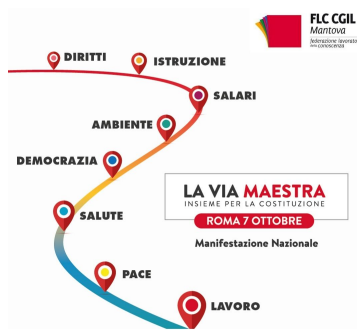 FLC CGIL
Mantova
federazione lavoratori
della conoscenza
DIRITTI
ISTRUZIONE
SALARI
AMBIENTE
DEMOCRAZIA
SALUTE
PACE
LAVORO
LA VIA MAESTRA
INSIEME PER LA COSTITUZIONE
ROMA 7 OTTOBRE
Manifestazione Nazionale